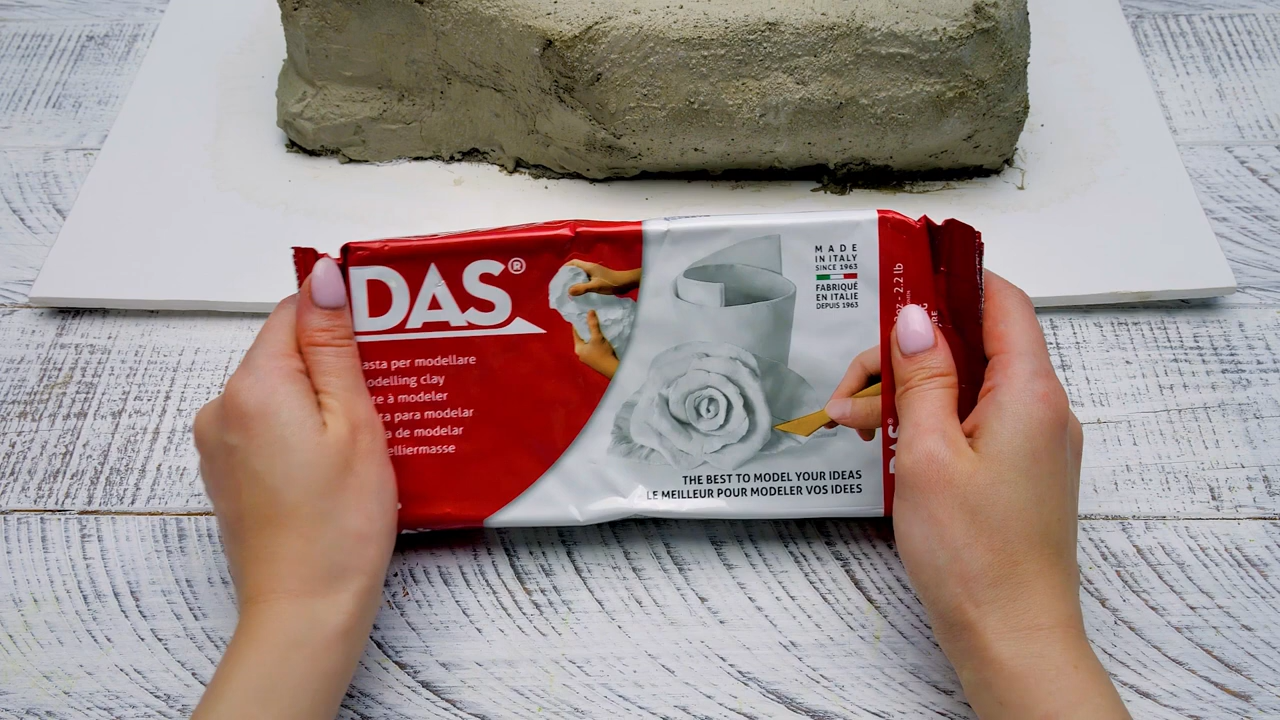 DAS®
asta per modellare
odelling clay
te à modeler
ta para modelar
a de modelar
elliermasse
MADE
IN ITALY
SINCE 1963
FABRIQUÉ
EN ITALIE
DEPUIS 1963
THE BEST TO MODEL YOUR IDEAS
LE MEILLEUR POUR MODELER VOS IDEES
oz - 2.2 lb
DAS®